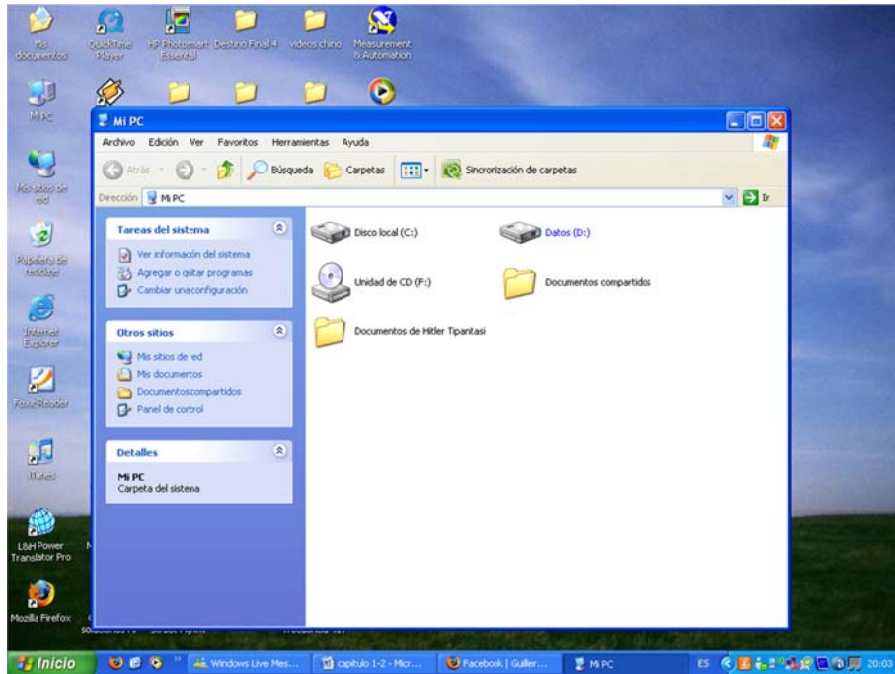 Mis documentos
QuickTime Player
HP Photosmart Essential
Destino Final 4
videos chino
Measurement & Automation
Mi PC
Mi PC
Archivo Edición Ver Favoritos Herramientas Ayuda
Atrás Búsqueda Carpetas Sincronización de carpetas
Dirección Mi PC Ir
Tareas del sistema
Ver información del sistema
Agregar o quitar programas
Cambiar una configuración
Otros sitios
Mis sitios de red
Mis documentos
Documentos compartidos
Panel de control
Detalles
Mi PC
Carpeta del sistema
Disco local (C:)
Datos (D:)
Unidad de CD (F:)
Documentos compartidos
Documentos de Hitler Tipantasi
Mis sitios de red
Papelera de reciclaje
Internet Explorer
iTunes
L&H Power Translator Pro
Mozilla Firefox
Inicio
Windows Live Mes...
capitulo 1-2 - Micr...
Facebook | Guiller...
Mi PC
ES
20:03